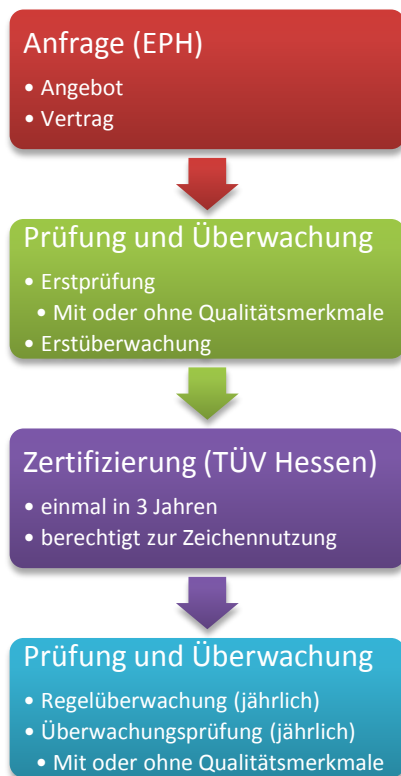 Anfrage (EPH)
• Angebot
• Vertrag
Prüfung und Überwachung
• Erstprüfung
• Mit oder ohne Qualitätsmerkmale
• Erstüberwachung
Zertifizierung (TÜV Hessen)
• einmal in 3 Jahren
• berechtigt zur Zeichennutzung
Prüfung und Überwachung
• Regelüberwachung (jährlich)
• Überwachungsprüfung (jährlich)
• Mit oder ohne Qualitätsmerkmale